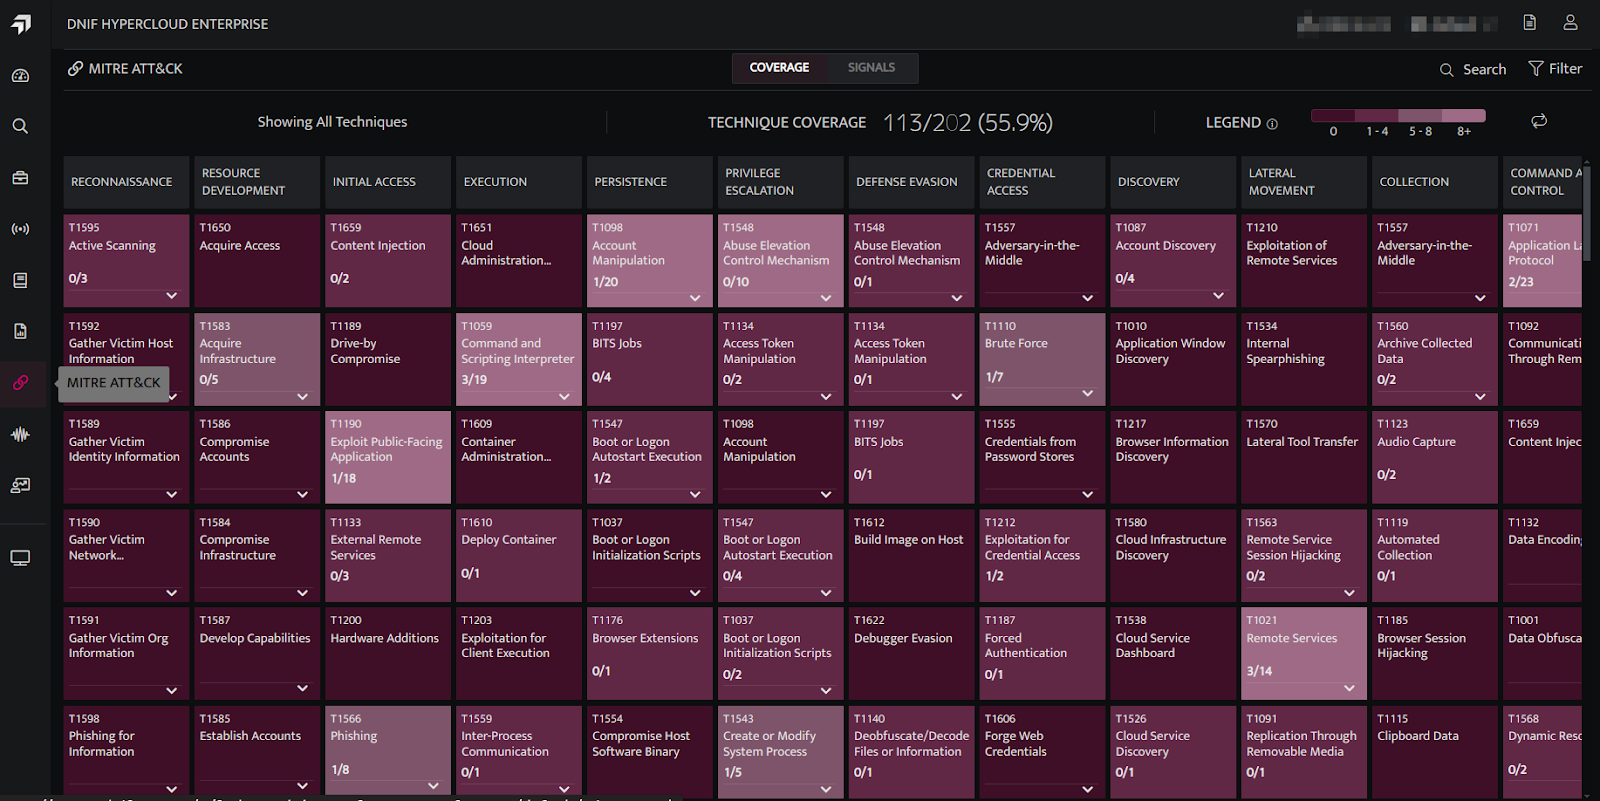 DNIF HYPERCLOUD ENTERPRISE
MITRE ATT&CK
COVERAGE
SIGNALS
Search
Filter
Showing All Techniques
TECHNIQUE COVERAGE 113/202 (55.9%)
LEGEND
0 1 - 4 5 - 8 8+
RECONNAISSANCE
T1595
Active Scanning
0/3
T1592
Gather Victim Host
Information
MITRE ATT&CK
T1589
Gather Victim
Identity Information
T1590
Gather Victim
Network...
T1591
Gather Victim Org
Information
T1598
Phishing for
Information
RESOURCE
DEVELOPMENT
T1650
Acquire Access
T1583
Acquire
Infrastructure
0/5
T1586
Compromise
Accounts
T1584
Compromise
Infrastructure
T1587
Develop Capabilities
T1585
Establish Accounts
INITIAL ACCESS
T1659
Content Injection
0/2
T1189
Drive-by
Compromise
T1190
Exploit Public-Facing
Application
1/18
T1133
External Remote
Services
0/3
T1200
Hardware Additions
T1566
Phishing
1/8
EXECUTION
T1651
Cloud
Administration...
T1059
Command and
Scripting Interpreter
3/19
T1609
Container
Administration...
T1610
Deploy Container
0/1
T1203
Exploitation for
Client Execution
T1559
Inter-Process
Communication
0/1
PERSISTENCE
T1098
Account
Manipulation
1/20
T1197
BITS Jobs
0/4
T1547
Boot or Logon
Autostart Execution
1/2
T1037
Boot or Logon
Initialization Scripts
T1176
Browser Extensions
0/1
T1554
Compromise Host
Software Binary
PRIVILEGE
ESCALATION
T1548
Abuse Elevation
Control Mechanism
0/10
T1134
Access Token
Manipulation
0/2
T1098
Account
Manipulation
T1547
Boot or Logon
Autostart Execution
0/4
T1037
Boot or Logon
Initialization Scripts
0/2
T1543
Create or Modify
System Process
1/5
DEFENSE EVASION
T1548
Abuse Elevation
Control Mechanism
0/1
T1134
Access Token
Manipulation
0/1
T1197
BITS Jobs
0/1
T1612
Build Image on Host
T1622
Debugger Evasion
T1140
Deobfuscate/Decode
Files or Information
0/1
CREDENTIAL
ACCESS
T1557
Adversary-in-the-
Middle
T1110
Brute Force
1/7
T1555
Credentials from
Password Stores
T1212
Exploitation for
Credential Access
1/2
T1187
Forced
Authentication
0/1
T1606
Forge Web
Credentials
DISCOVERY
T1087
Account Discovery
0/4
T1010
Application Window
Discovery
T1217
Browser Information
Discovery
T1580
Cloud Infrastructure
Discovery
T1538
Cloud Service
Dashboard
T1526
Cloud Service
Discovery
0/1
LATERAL
MOVEMENT
T1210
Exploitation of
Remote Services
T1534
Internal
Spearphishing
T1570
Lateral Tool Transfer
T1563
Remote Service
Session Hijacking
0/2
T1021
Remote Services
3/14
T1091
Replication Through
Removable Media
0/1
COLLECTION
T1557
Adversary-in-the-
Middle
T1560
Archive Collected
Data
0/2
T1123
Audio Capture
0/2
T1119
Automated
Collection
0/1
T1185
Browser Session
Hijacking
T1115
Clipboard Data
COMMAND A
CONTROL
T1071
Application La
Protocol
2/23
T1092
Communicati
Through Rem
T1659
Content Injec
T1132
Data Encoding
T1001
Data Obfusca
T1568
Dynamic Reso
0/2